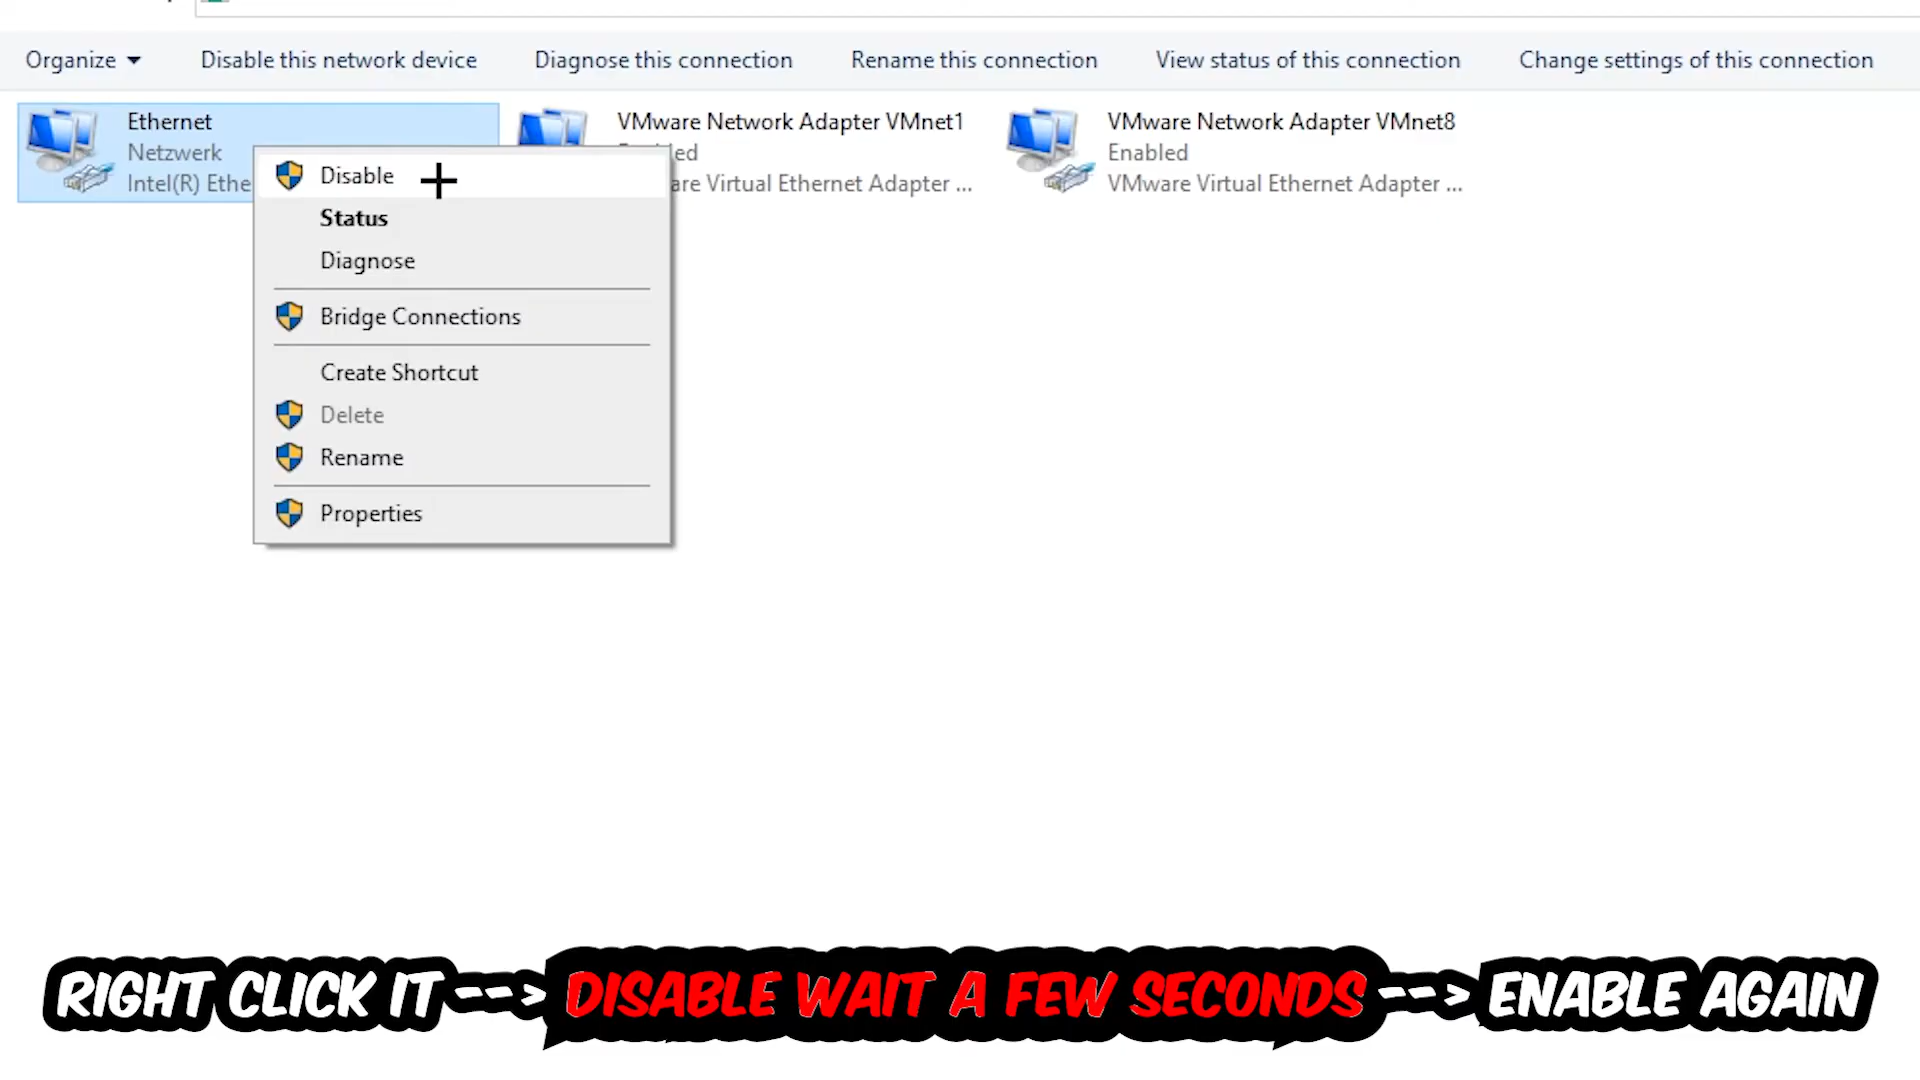 Organize
Disable this network device
Diagnose this connection
Rename this connection
View status of this connection
Change settings of this connection
Ethernet
Netzwerk
Intel(R) Ethe
VMware Network Adapter VMnet1
ed
are Virtual Ethernet Adapter ...
VMware Network Adapter VMnet8
Enabled
VMware Virtual Ethernet Adapter ...
Disable
Status
Diagnose
Bridge Connections
Create Shortcut
Delete
Rename
Properties
RIGHT CLICK IT --> DISABLE WAIT A FEW SECONDS --> ENABLE AGAIN